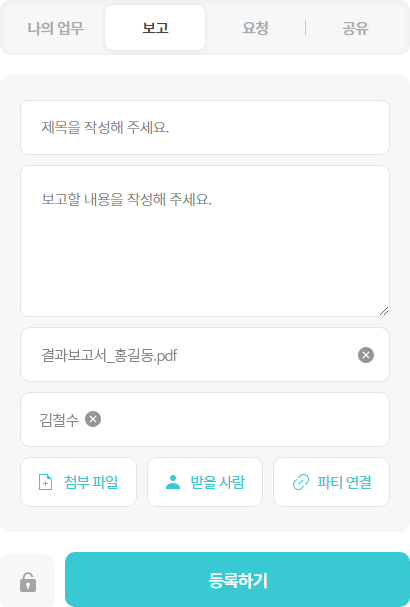 나의 업무 보고 요청 공유
제목을 작성해 주세요.
보고할 내용을 작성해 주세요.
결과보고서_홍길동.pdf
김철수
첨부 파일 받을 사람 파티 연결
등록하기